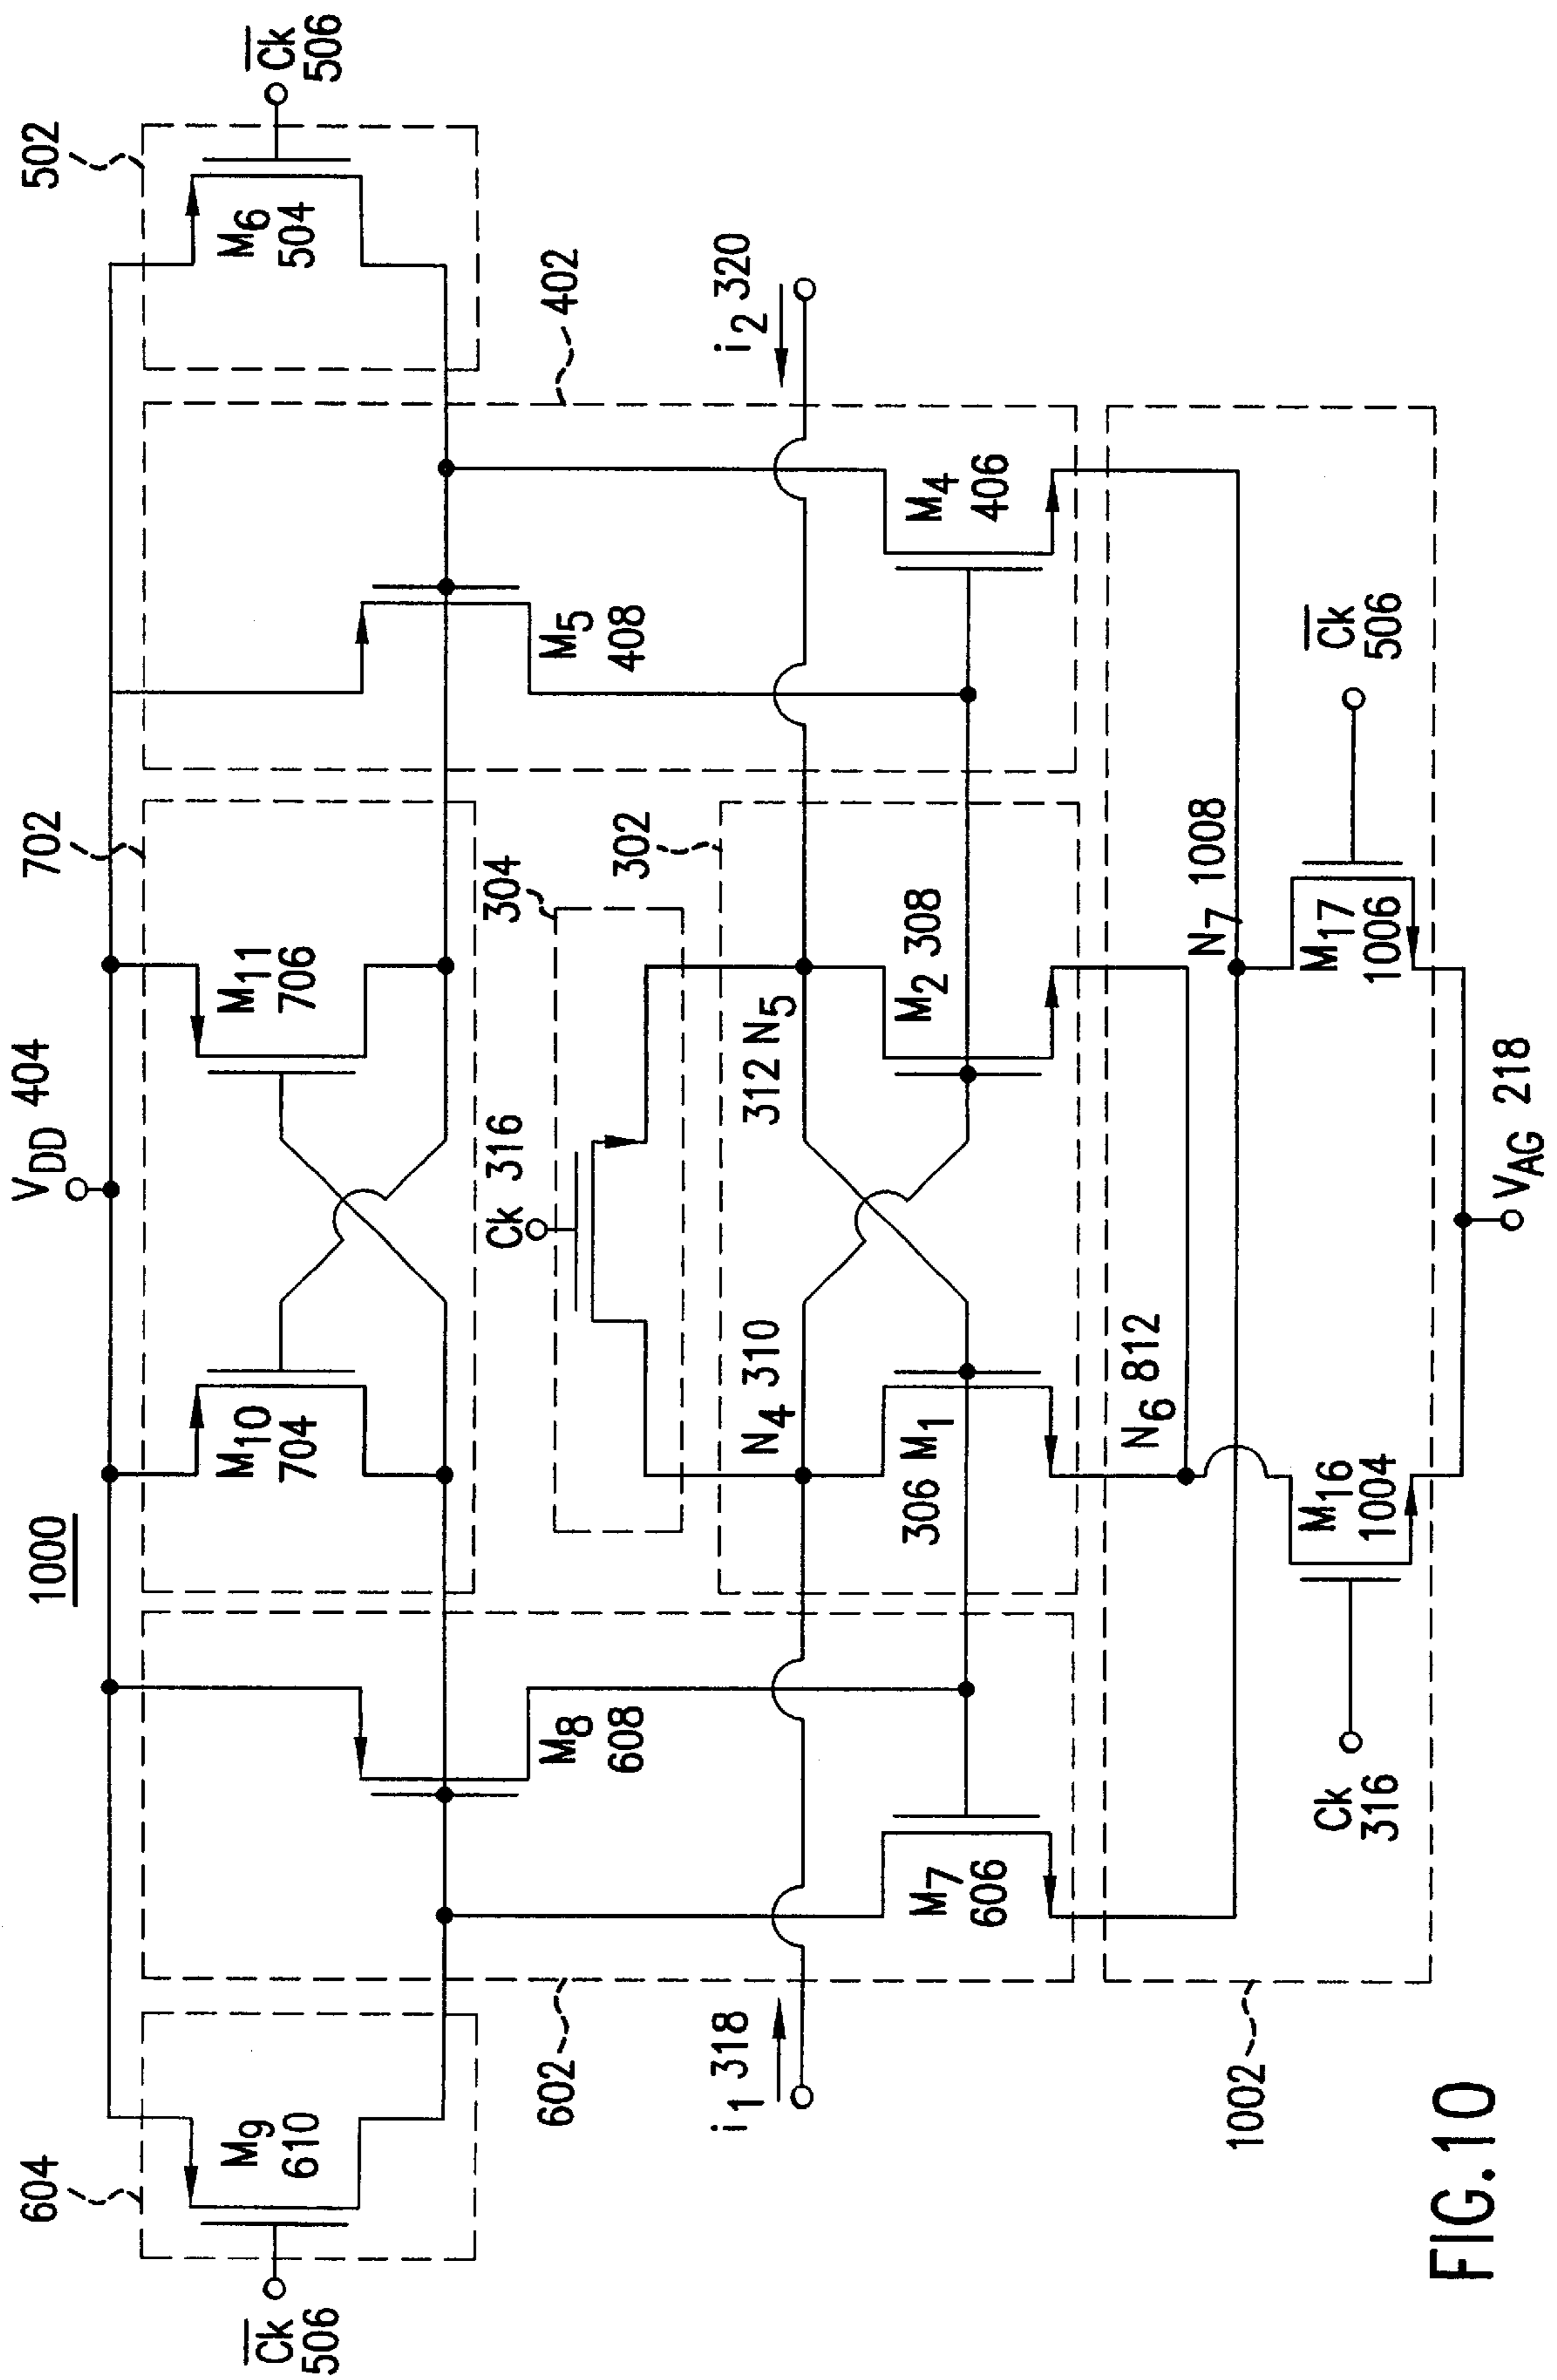 1000
V_DD 404
604
M_9
610
C̅k̅
506
M_8
608
M_10
704
702
M_11
706
M_5
408
502
M_6
504
C̅k̅
506
402
304
Ck 316
302
602
i_1 318
N_4 310
312 N_5
i_2 320
M_7
606
306 M_1
M_2 308
M_4
406
N_6 812
N_7 1008
1002
Ck
316
M_16
1004
M_17
1006
C̅k̅
506
V_AG 218
FIG.10